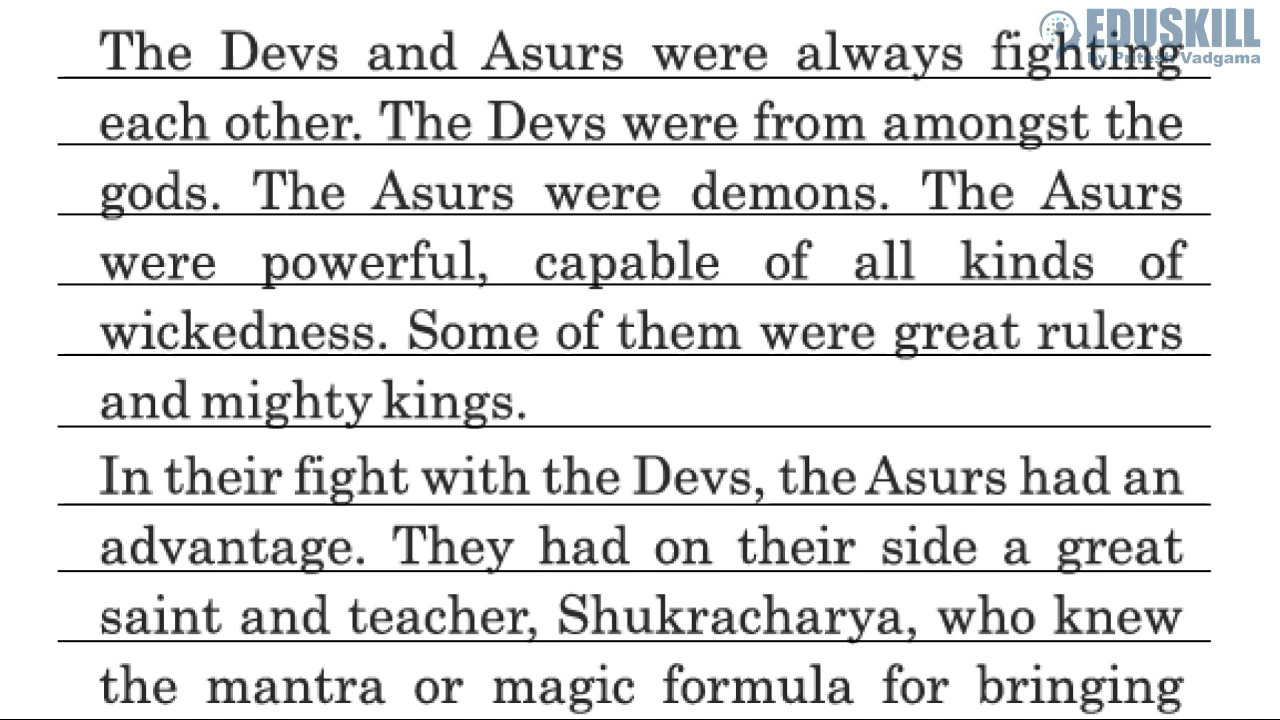 EDUSKILL
by Pritesh Vadgama
The Devs and Asurs were always fighting
each other. The Devs were from amongst the
gods. The Asurs were demons. The Asurs
were powerful, capable of all kinds of
wickedness. Some of them were great rulers
and mighty kings.
In their fight with the Devs, the Asurs had an
advantage. They had on their side a great
saint and teacher, Shukracharya, who knew
the mantra or magic formula for bringing